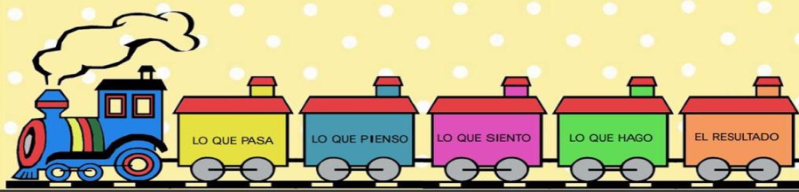 LO QUE PASA
LO QUE PIENSO
LO QUE SIENTO
LO QUE HAGO
EL RESULTADO